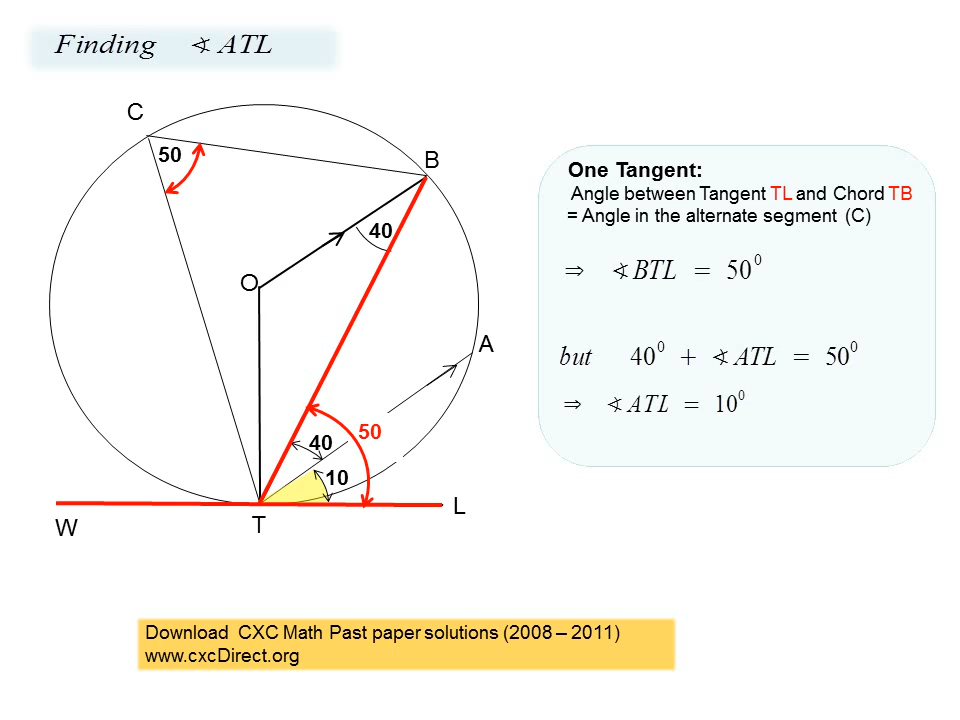 Finding ∢ ATL
C
50
B
40
O
A
50
40
10
L
W
T
One Tangent:
Angle between Tangent TL and Chord TB
= Angle in the alternate segment (C)
⇒ ∢ BTL = 50⁰
but 40⁰ + ∢ ATL = 50⁰
⇒ ∢ ATL = 10⁰
Download CXC Math Past paper solutions (2008 – 2011)
www.cxcDirect.org